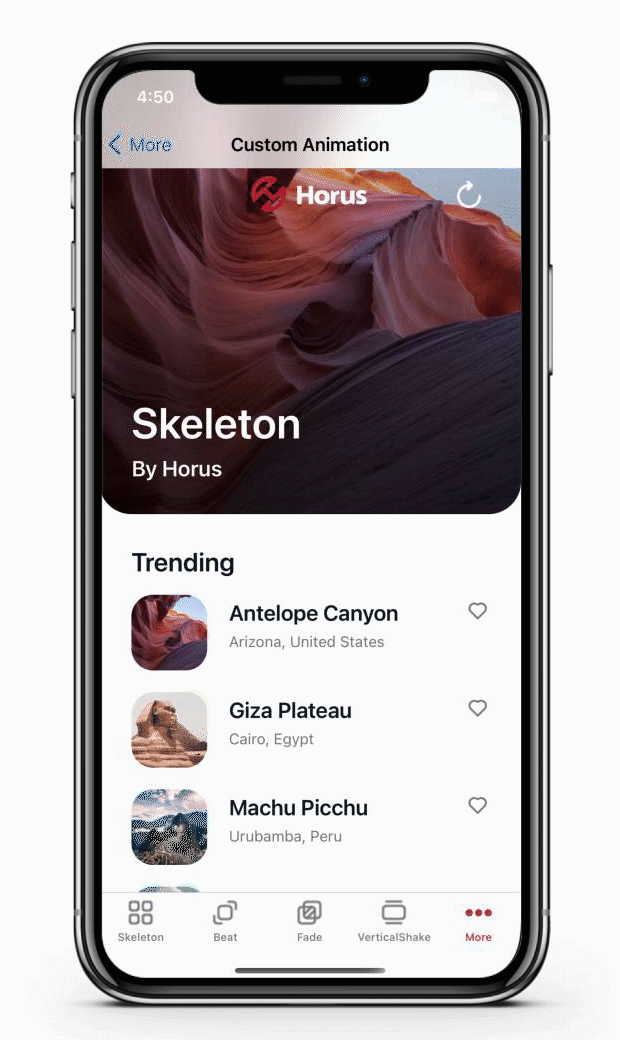 4:50
More
Custom Animation
Horus
Skeleton
By Horus
Trending
Antelope Canyon
Arizona, United States
Giza Plateau
Cairo, Egypt
Machu Picchu
Urubamba, Peru
Skeleton
Beat
Fade
VerticalShake
More